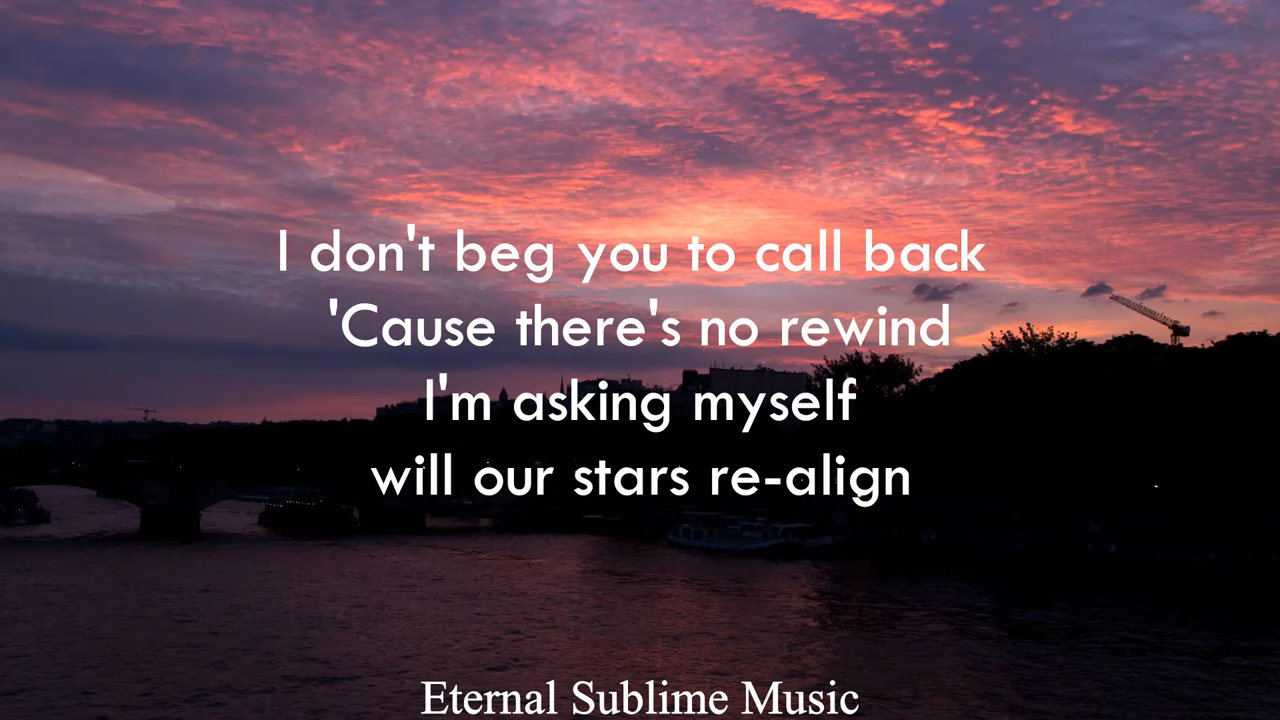 I don't beg you to call back
'Cause there's no rewind
I'm asking myself
will our stars re-align
Eternal Sublime Music